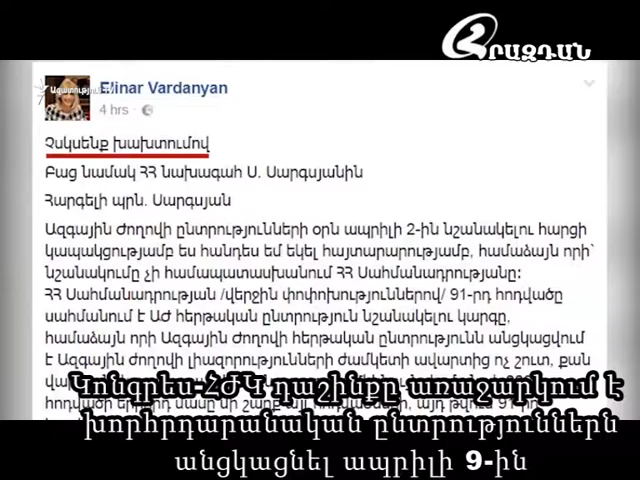 ՀՐԱԶԴԱՆ
Ազատություն TV
Elinar Vardanyan
4 hrs
Չսկսենք խախտումով
Բաց նամակ ՀՀ նախագահ Ս. Սարգսյանին
Հարգելի պրն. Սարգսյան
Ազգային Ժողովի ընտրությունների օրն ապրիլի 2-ին նշանակելու հարցի
կապակցությամբ ես հանդես եմ եկել հայտարարությամբ, համաձայն որի՝
նշանակումը չի համապատասխանում ՀՀ Սահմանադրությանը:
ՀՀ Սահմանադրության /վերջին փոփոխություններով/ 91-րդ հոդվածը
սահմանում է ԱԺ հերթական ընտրություն նշանակելու կարգը,
համաձայն որի Ազգային Ժողովի հերթական ընտրությունն անցկացվում
է Ազգային Ժողովի լիազորությունների ժամկետի ավարտից ոչ շուտ, քան
Կոնգրես-ՀԺԿ դաշինքը առաջարկում է
խորհրդարանական ընտրություններն
անցկացնել ապրիլի 9-ին